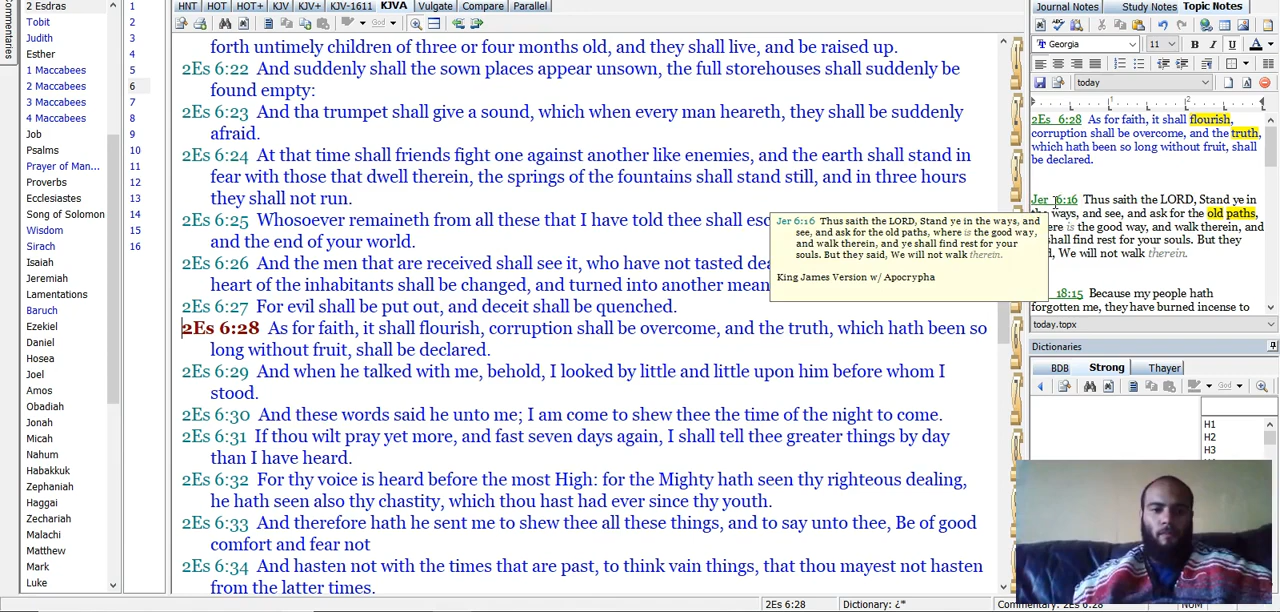 HNT HOT HOT+ KJV KJV+ KJV-1611 KJVA Vulgate Compare Parallel
Journal Notes Study Notes Topic Notes
Commentaries
2 Esdras 1
Tobit 2
Judith 3
Esther 4
1 Maccabees 5
2 Maccabees 6
3 Maccabees 7
4 Maccabees 8
Job 9
Psalms 10
Prayer of Man... 11
Proverbs 12
Ecclesiastes 13
Song of Solomon 14
Wisdom 15
Sirach 16
Isaiah
Jeremiah
Lamentations
Baruch
Ezekiel
Daniel
Hosea
Joel
Amos
Obadiah
Jonah
Micah
Nahum
Habakkuk
Zephaniah
Haggai
Zechariah
Malachi
Matthew
Mark
Luke
God
forth untimely children of three or four months old, and they shall live, and be raised up.
2Es 6:22 And suddenly shall the sown places appear unsown, the full storehouses shall suddenly be
found empty:
2Es 6:23 And tha trumpet shall give a sound, which when every man heareth, they shall be suddenly
afraid.
2Es 6:24 At that time shall friends fight one against another like enemies, and the earth shall stand in
fear with those that dwell therein, the springs of the fountains shall stand still, and in three hours
they shall not run.
2Es 6:25 Whosoever remaineth from all these that I have told thee shall esc
and the end of your world.
2Es 6:26 And the men that are received shall see it, who have not tasted dea
heart of the inhabitants shall be changed, and turned into another mean
2Es 6:27 For evil shall be put out, and deceit shall be quenched.
2Es 6:28 As for faith, it shall flourish, corruption shall be overcome, and the truth, which hath been so
long without fruit, shall be declared.
2Es 6:29 And when he talked with me, behold, I looked by little and little upon him before whom I
stood.
2Es 6:30 And these words said he unto me; I am come to shew thee the time of the night to come.
2Es 6:31 If thou wilt pray yet more, and fast seven days again, I shall tell thee greater things by day
than I have heard.
2Es 6:32 For thy voice is heard before the most High: for the Mighty hath seen thy righteous dealing,
he hath seen also thy chastity, which thou hast had ever since thy youth.
2Es 6:33 And therefore hath he sent me to shew thee all these things, and to say unto thee, Be of good
comfort and fear not
2Es 6:34 And hasten not with the times that are past, to think vain things, that thou mayest not hasten
from the latter times.
Jer 6:16 Thus saith the LORD, Stand ye in the ways, and
see, and ask for the old paths, where is the good way,
and walk therein, and ye shall find rest for your
souls. But they said, We will not walk therein.
King James Version w/ Apocrypha
Georgia 11 B I U A
today
2Es 6:28 As for faith, it shall flourish,
corruption shall be overcome, and the truth,
which hath been so long without fruit, shall
be declared.
Jer 6:16 Thus saith the LORD, Stand ye in
the ways, and see, and ask for the old paths,
here is the good way, and walk therein, and
shall find rest for your souls. But they
d, We will not walk therein.
18:15 Because my people hath
forgotten me, they have burned incense to
today.topx
Dictionaries
BDB Strong Thayer
God
H1
H2
H3
2Es 6:28 Dictionary: ¿* Commentary: 2Es 6:28 NUM